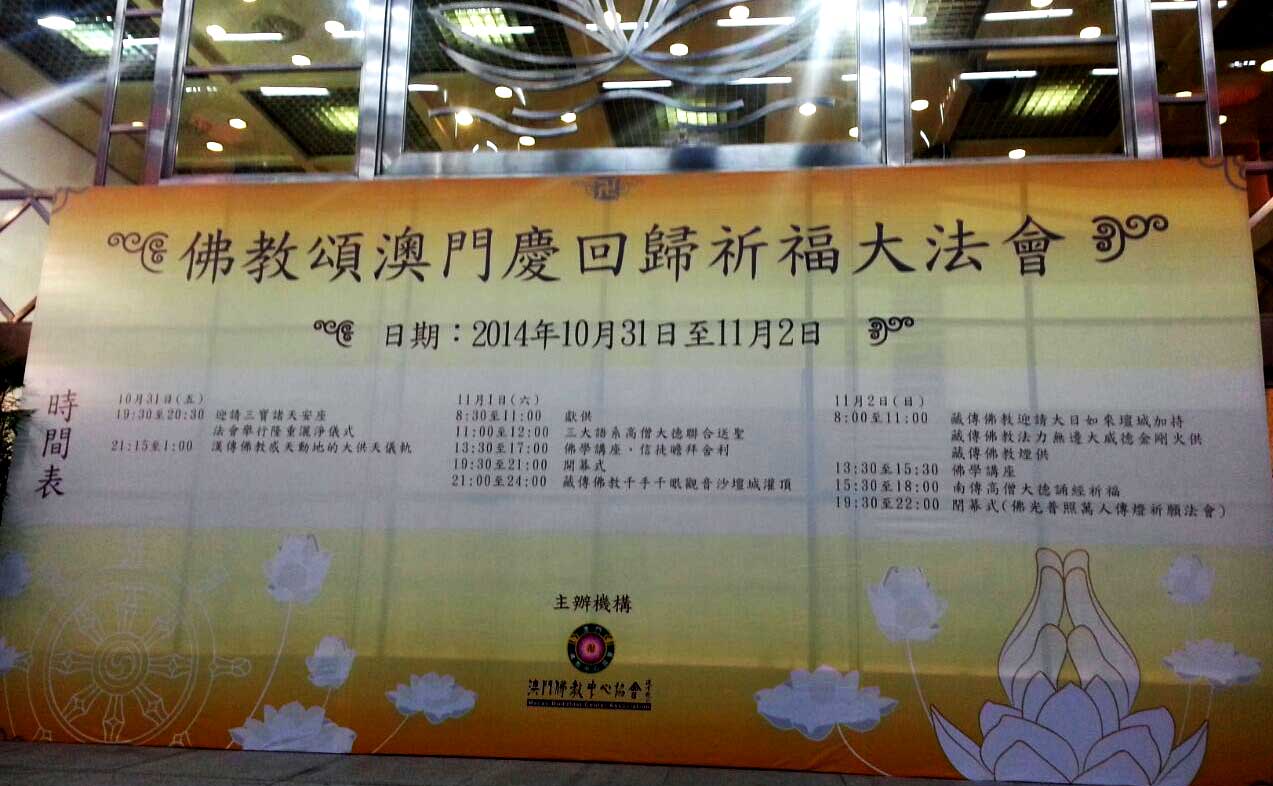 佛教頌澳門慶回歸祈福大法會
日期：2014年10月31日至11月2日
時間表
10月31日(五)
19:30至20:30 迎請三寶諸天安座
法會舉行隆重灑淨儀式
21:15至1:00 漢傳佛教感天動地的大供天儀軌
11月1日(六)
8:30至11:00 獻供
11:00至12:00 三大語系高僧大德聯合送聖
13:30至17:00 佛學講座，信徒瞻拜舍利
19:30至21:00 開幕式
21:00至24:00 藏傳佛教千手千眼觀音沙壇城灌頂
11月2日(日)
8:00至11:00 藏傳佛教迎請大日如來壇城加持
藏傳佛教法力無邊大威德金剛火供
藏傳佛教煙供
13:30至15:30 佛學講座
15:30至18:00 南傳高僧大德誦經祈福
19:30至22:00 閉幕式(佛光普照萬人傳燈祈願法會)
主辦機構
澳門佛教中心協會
Macau Buddhist Center Association